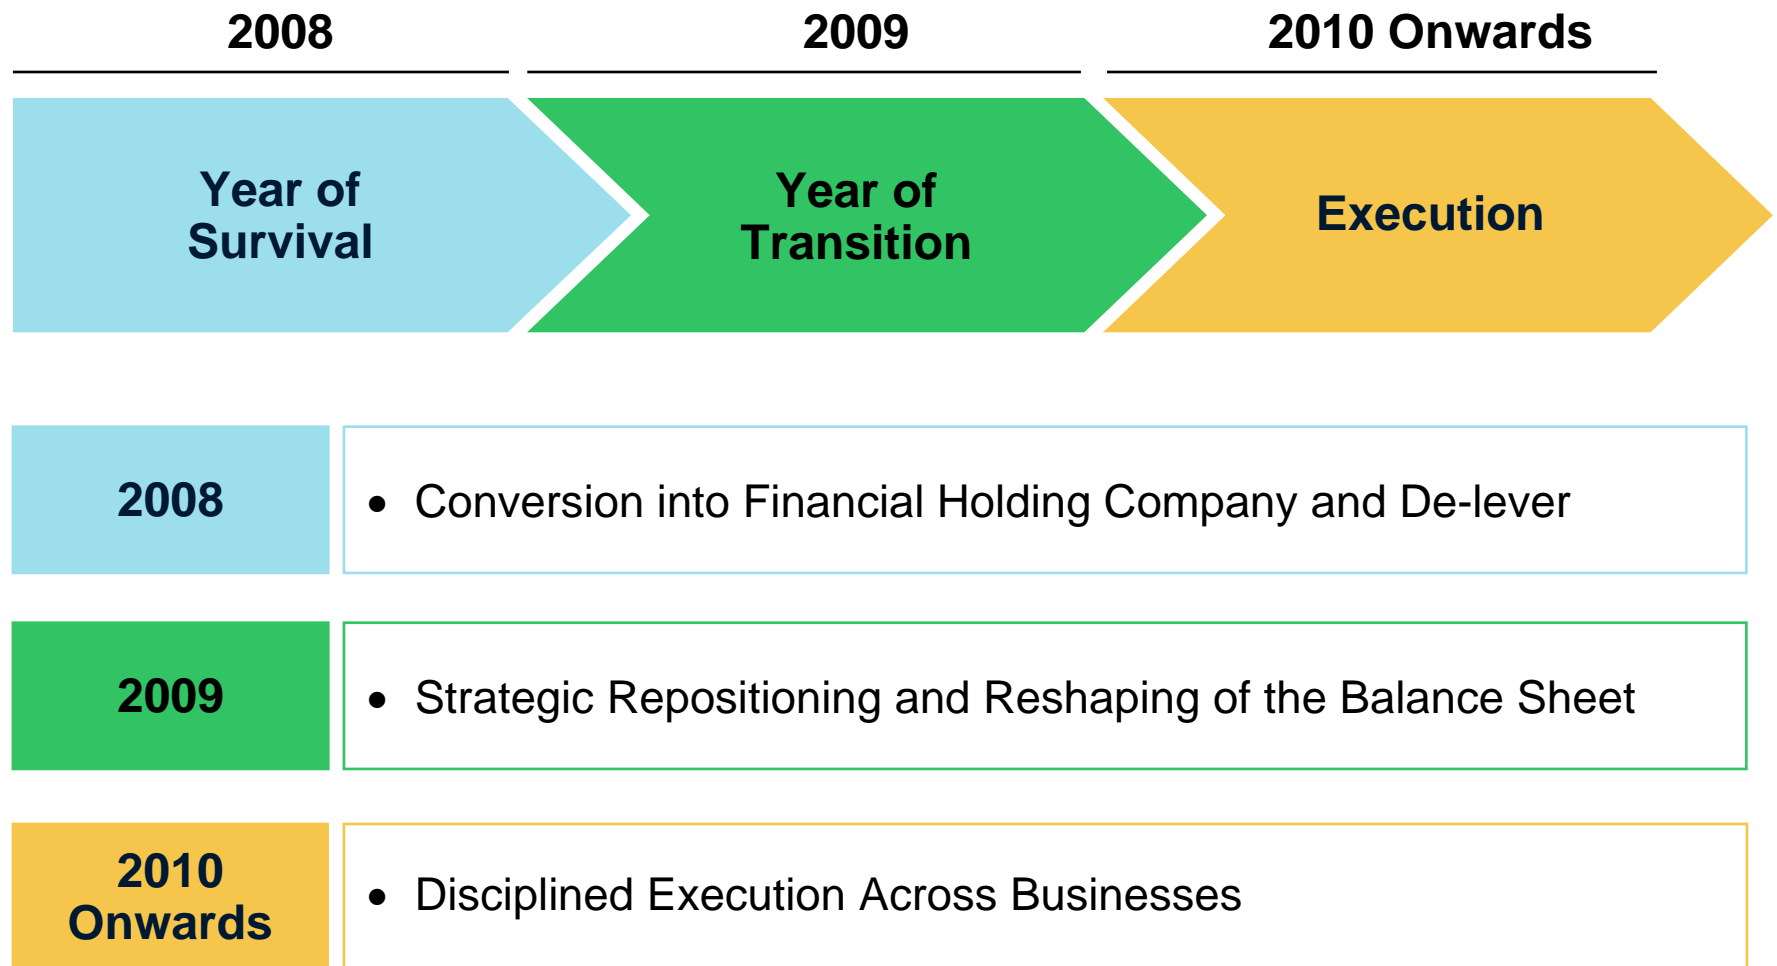 2008
2009
2010 Onwards
Year of
Survival
Year of
Transition
Execution
2008
• Conversion into Financial Holding Company and De-lever
2009
• Strategic Repositioning and Reshaping of the Balance Sheet
2010
Onwards
• Disciplined Execution Across Businesses